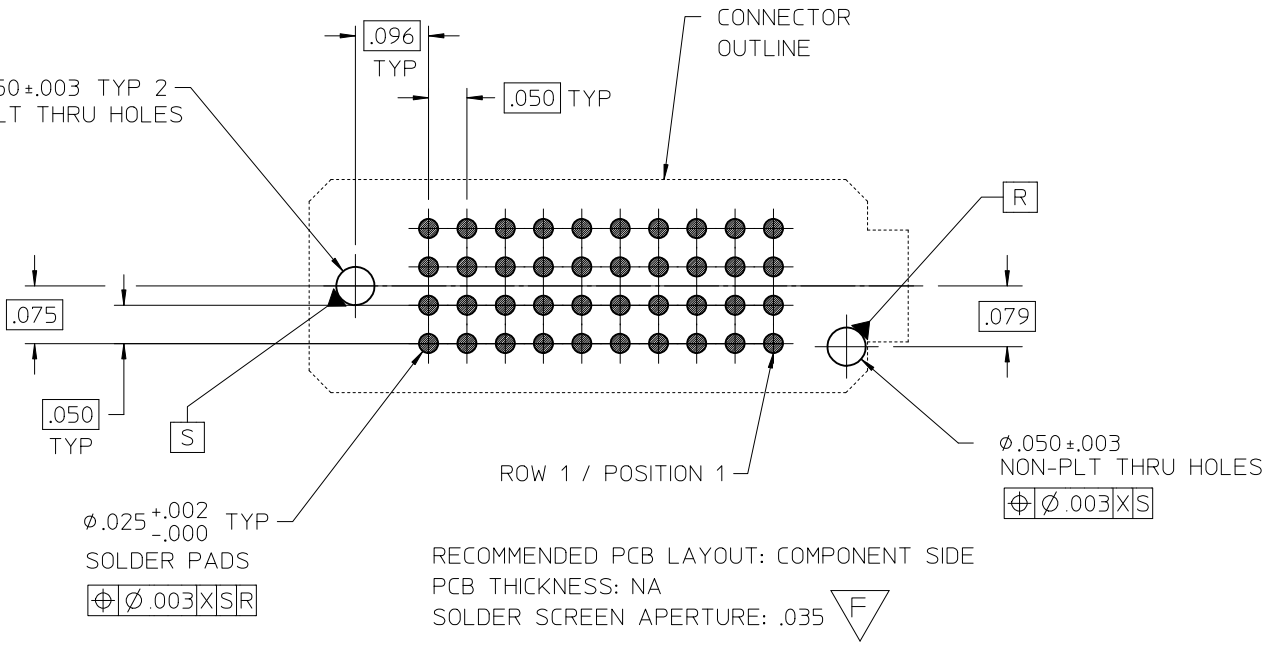 CONNECTOR
OUTLINE
.096
TYP
.050 TYP
50±.003 TYP 2
LT THRU HOLES
R
.075
.079
.050
TYP
S
ROW 1 / POSITION 1
⌀.050±.003
NON-PLT THRU HOLES
⌖ ⌀.003 X S
⌀.025 +.002 -.000 TYP
SOLDER PADS
⌖ ⌀.003 X S R
RECOMMENDED PCB LAYOUT: COMPONENT SIDE
PCB THICKNESS: NA
SOLDER SCREEN APERTURE: .035
F